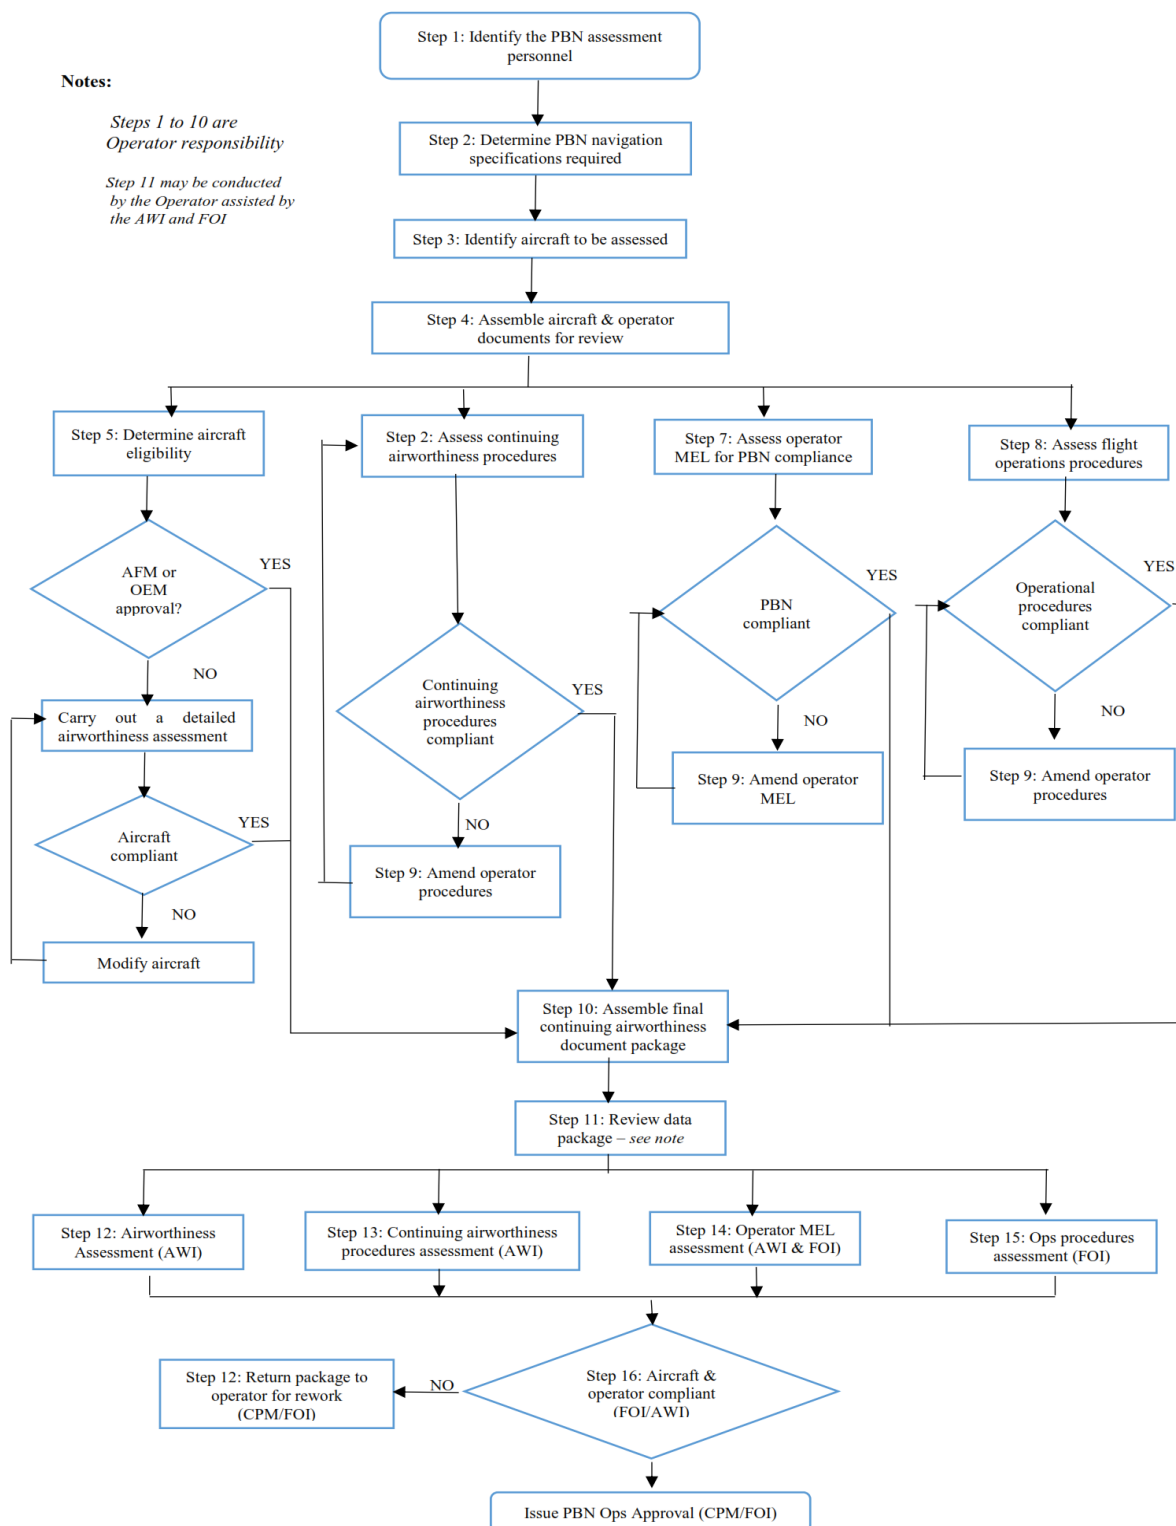 Step 1: Identify the PBN assessment
personnel
Notes:
Steps 1 to 10 are
Operator responsibility
Step 11 may be conducted
by the Operator assisted by
the AWI and FOI
Step 2: Determine PBN navigation
specifications required
Step 3: Identify aircraft to be assessed
Step 4: Assemble aircraft & operator
documents for review
Step 5: Determine aircraft
eligibility
Step 2: Assess continuing
airworthiness procedures
Step 7: Assess operator
MEL for PBN compliance
Step 8: Assess flight
operations procedures
AFM or
OEM
approval?
YES
NO
Carry out a detailed
airworthiness assessment
Aircraft
compliant
YES
NO
Modify aircraft
Continuing
airworthiness
procedures
compliant
YES
NO
Step 9: Amend operator
procedures
PBN
compliant
YES
NO
Step 9: Amend operator
MEL
Operational
procedures
compliant
YES
NO
Step 9: Amend operator
procedures
Step 10: Assemble final
continuing airworthiness
document package
Step 11: Review data
package – see note
Step 12: Airworthiness
Assessment (AWI)
Step 13: Continuing airworthiness
procedures assessment (AWI)
Step 14: Operator MEL
assessment (AWI & FOI)
Step 15: Ops procedures
assessment (FOI)
Step 16: Aircraft &
operator compliant
(FOI/AWI)
NO
Step 12: Return package to
operator for rework
(CPM/FOI)
Issue PBN Ops Approval (CPM/FOI)